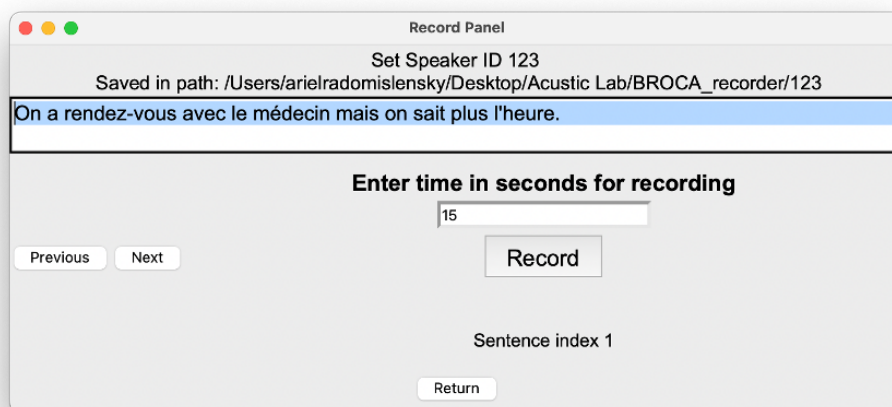 Record Panel
Set Speaker ID 123
Saved in path: /Users/arielradomislensky/Desktop/Acustic Lab/BROCA_recorder/123
On a rendez-vous avec le médecin mais on sait plus l'heure.
Enter time in seconds for recording
15
Previous Next Record
Sentence index 1
Return